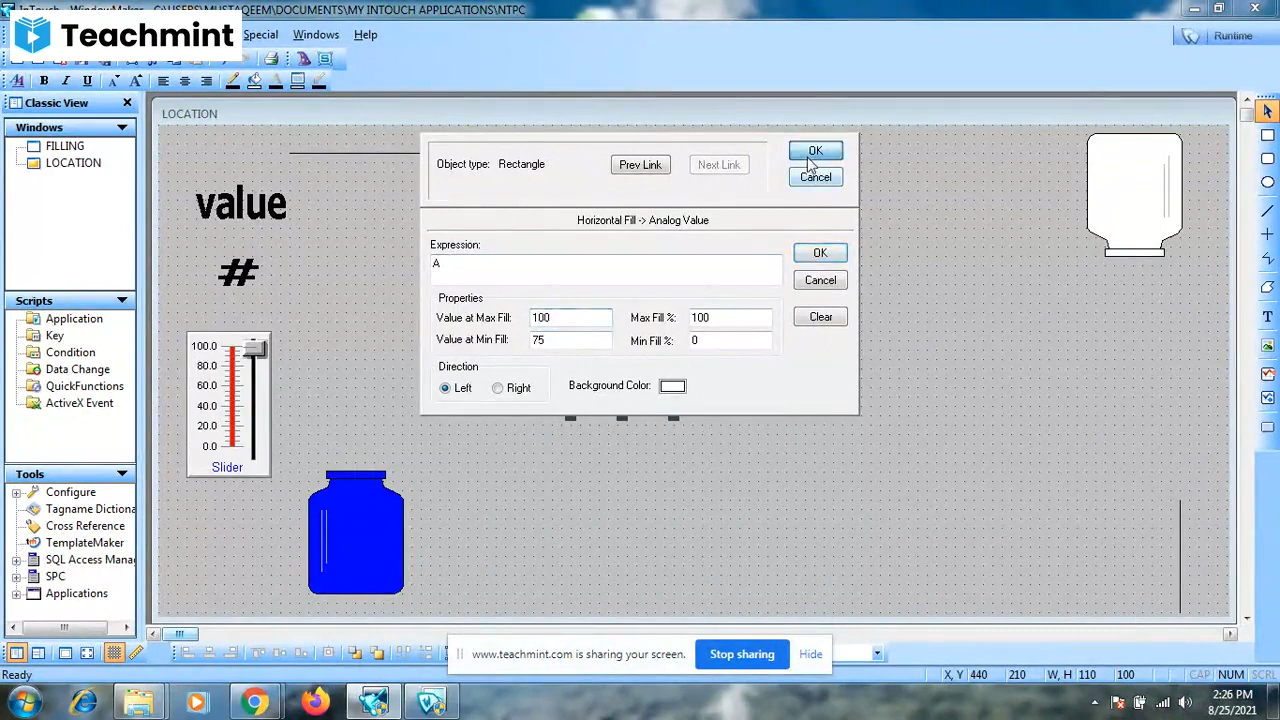 InTouch - WindowMaker - C:\USERS\MUSTAQEEM\DOCUMENTS\MY INTOUCH APPLICATIONS\NTPC
Teachmint
Special Windows Help
Runtime
B I U
Classic View
LOCATION
Windows
FILLING
LOCATION
Object type: Rectangle
Prev Link
Next Link
OK
Cancel
value
Horizontal Fill -> Analog Value
Expression:
A
OK
Cancel
Clear
#
Properties
Value at Max Fill: 100 Max Fill %: 100
Value at Min Fill: 75 Min Fill %: 0
Direction
Left Right
Background Color:
Scripts
Application
Key
Condition
Data Change
QuickFunctions
ActiveX Event
100.0
80.0
60.0
40.0
20.0
0.0
Slider
Tools
Configure
Tagname Dictiona
Cross Reference
TemplateMaker
SQL Access Mana
SPC
Applications
www.teachmint.com is sharing your screen.
Stop sharing
Hide
Ready
X, Y 440 210 W, H 110 100 CAP NUM SCRL
2:26 PM
8/25/2021